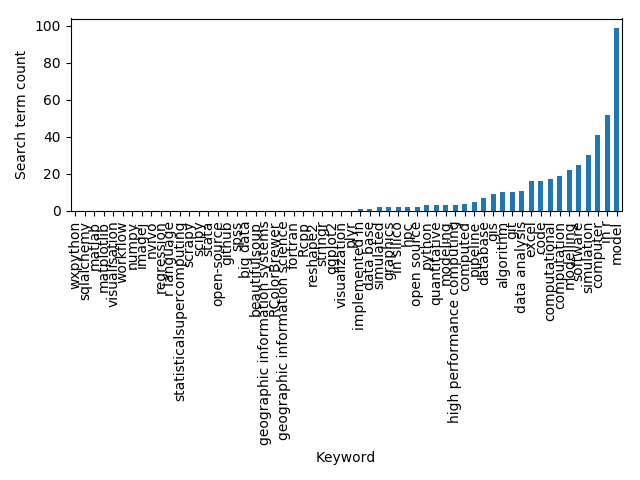 Search term count
100
80
60
40
20
0
wxpython
sqlalchemy
matlab
matplotlib
visualisation
workflow
numpy
imagej
nvivo
regression
r language
statisticalsupercomputing
scrapy
scipy
stata
open-source
github
spss
big data
beautifulsoup
geographic information systems
RColorBrewer
geographic information science
fortran
Rcpp
reshape2
stringr
ggplot2
visualization
plyr
implemented in
data base
simulated
graphics
in silico
hpc
open source
python
quantitative
modeling
high performance computing
computed
pipeline
database
gis
algorithm
git
data analysis
excel
code
computational
computation
modelling
software
simulation
computer
in r
model
Keyword